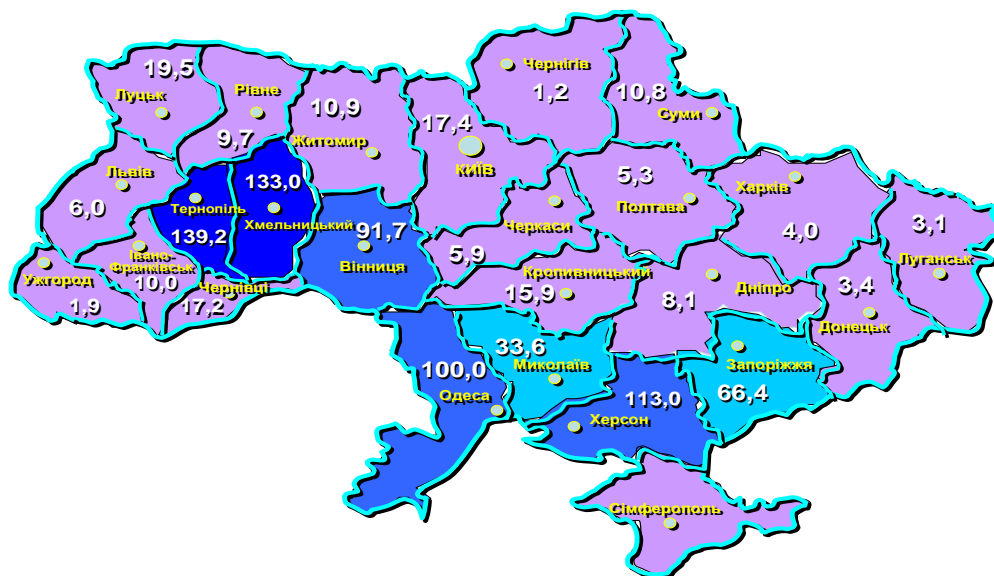 19,5
Луцьк
Рівне
9,7
10,9
Житомир
17,4
КИЇВ
Чернігів
1,2
10,8
Суми
Львів
6,0
Тернопіль
139,2
133,0
Хмельницький
91,7
Вінниця
Черкаси
5,9
5,3
Полтава
Харків
4,0
3,1
Луганськ
Ужгород
1,9
Івано-
Франківськ
10,0
Чернівці
17,2
Кропивницький
15,9
8,1
Дніпро
3,4
Донецьк
100,0
Одеса
33,6
Миколаїв
113,0
Херсон
Запоріжжя
66,4
Сімферополь